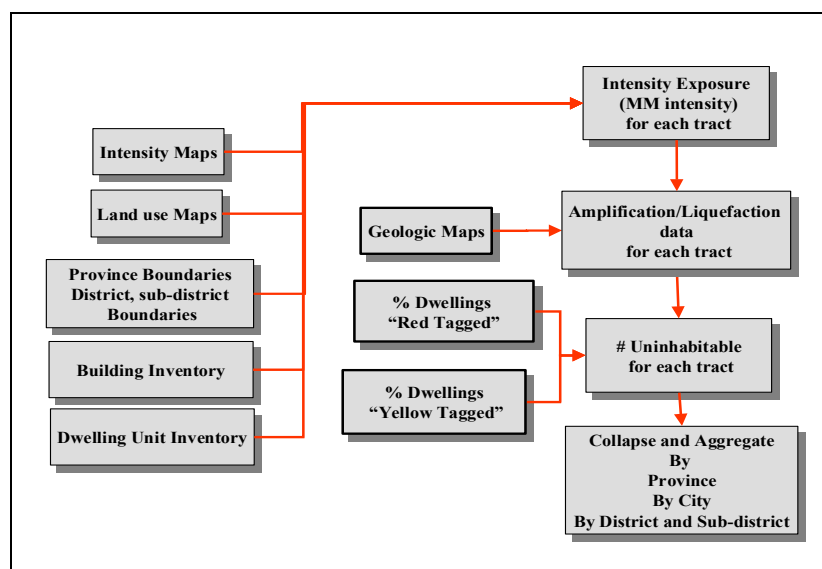 Intensity Maps
Land use Maps
Province Boundaries
District, sub-district
Boundaries
Building Inventory
Dwelling Unit Inventory
Geologic Maps
% Dwellings
“Red Tagged”
% Dwellings
“Yellow Tagged”
Intensity Exposure
(MM intensity)
for each tract
Amplification/Liquefaction
data
for each tract
# Uninhabitable
for each tract
Collapse and Aggregate
By
Province
By City
By District and Sub-district